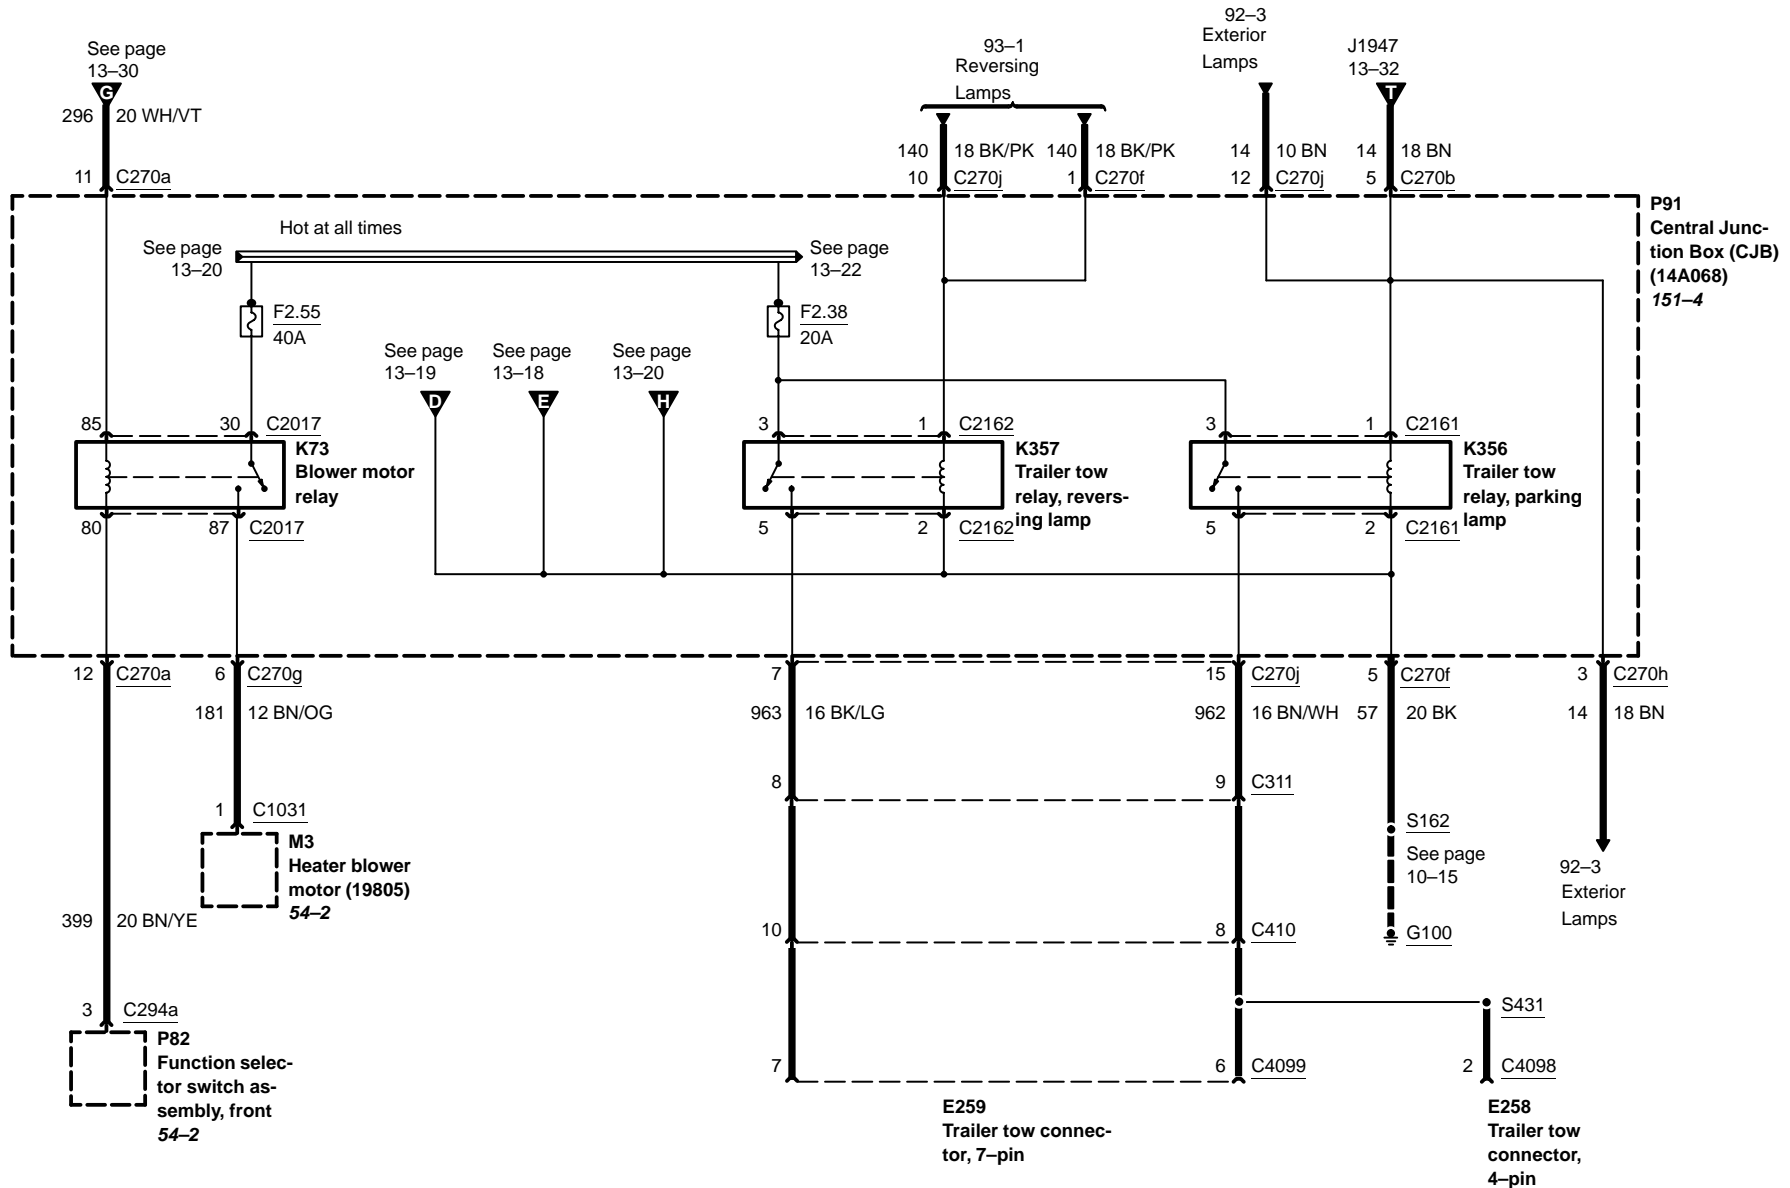 See page
13–30
G
296 20 WH/VT
11 C270a
93–1
Reversing
Lamps
140 18 BK/PK
10 C270j
140 18 BK/PK
1 C270f
92–3
Exterior
Lamps
14 10 BN
12 C270j
J1947
13–32
T
14 18 BN
5 C270b
P91
Central Junc-
tion Box (CJB)
(14A068)
151–4
Hot at all times
See page
13–20
See page
13–22
F2.55
40A
F2.38
20A
See page
13–19
D
See page
13–18
E
See page
13–20
H
85 30 C2017
K73
Blower motor
relay
80 87 C2017
3 1 C2162
K357
Trailer tow
relay, revers-
ing lamp
5 2 C2162
3 1 C2161
K356
Trailer tow
relay, parking
lamp
5 2 C2161
12 C270a
6 C270g
181 12 BN/OG
1 C1031
M3
Heater blower
motor (19805)
54–2
399 20 BN/YE
3 C294a
P82
Function selec-
tor switch as-
sembly, front
54–2
7 15 C270j
963 16 BK/LG
962 16 BN/WH
8 9 C311
10 8 C410
7 6 C4099
E259
Trailer tow connec-
tor, 7–pin
5 C270f
57 20 BK
S162
See page
10–15
G100
3 C270h
14 18 BN
92–3
Exterior
Lamps
S431
2 C4098
E258
Trailer tow
connector,
4–pin